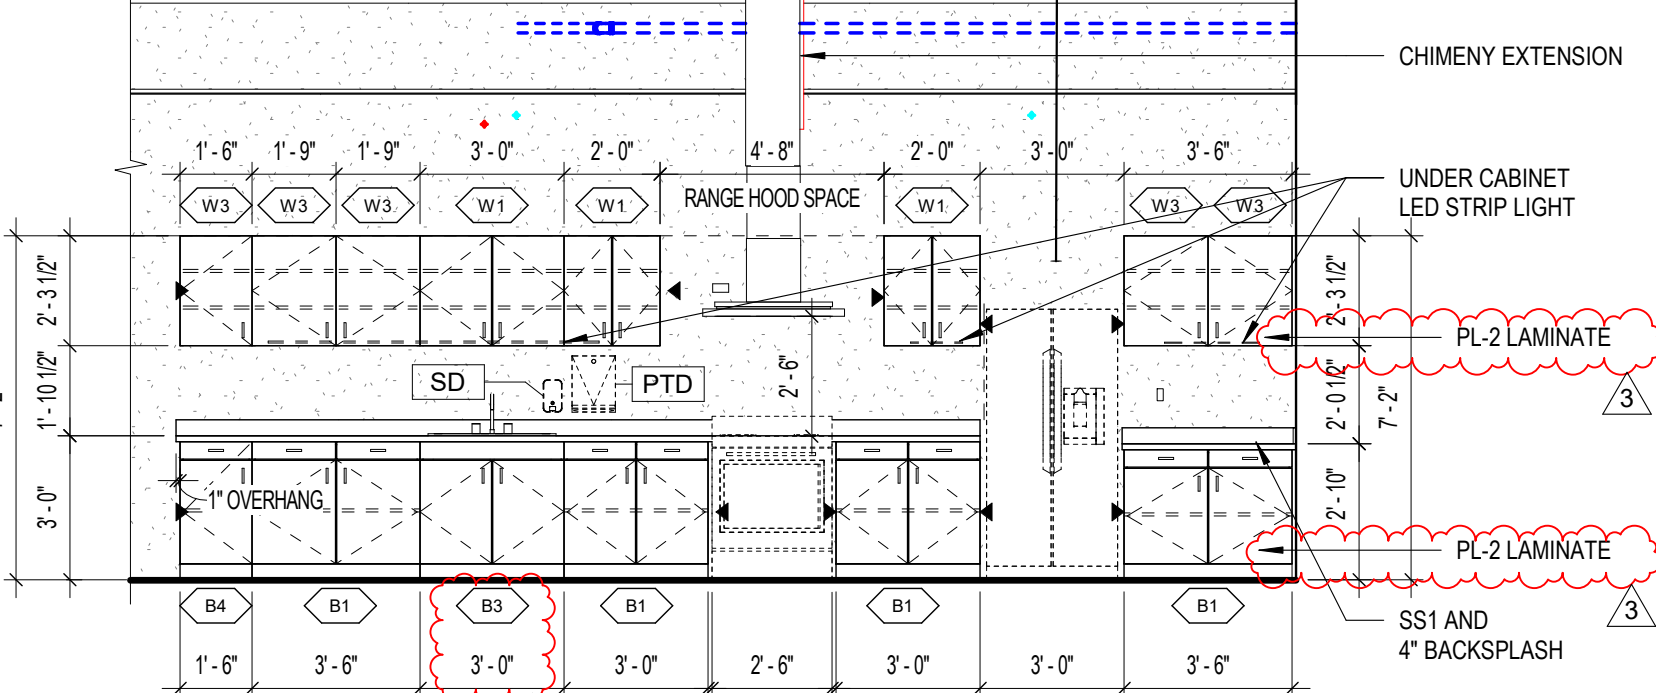 CHIMENY EXTENSION
1' - 6" 1' - 9" 1' - 9" 3' - 0" 2' - 0" 4' - 8" 2' - 0" 3' - 0" 3' - 6"
UNDER CABINET
LED STRIP LIGHT
W3 W3 W3 W1 W1 RANGE HOOD SPACE W1 W3 W3
2' - 3 1/2"
2' - 3 1/2"
PL-2 LAMINATE
3
1' - 10 1/2"
SD
PTD
2' - 6"
2' - 0 1/2"
7' - 2"
3' - 0"
1" OVERHANG
2' - 10"
PL-2 LAMINATE
3
B4 B1 B3 B1 B1 B1
SS1 AND
4" BACKSPLASH
1' - 6" 3' - 6" 3' - 0" 3' - 0" 2' - 6" 3' - 0" 3' - 0" 3' - 6"